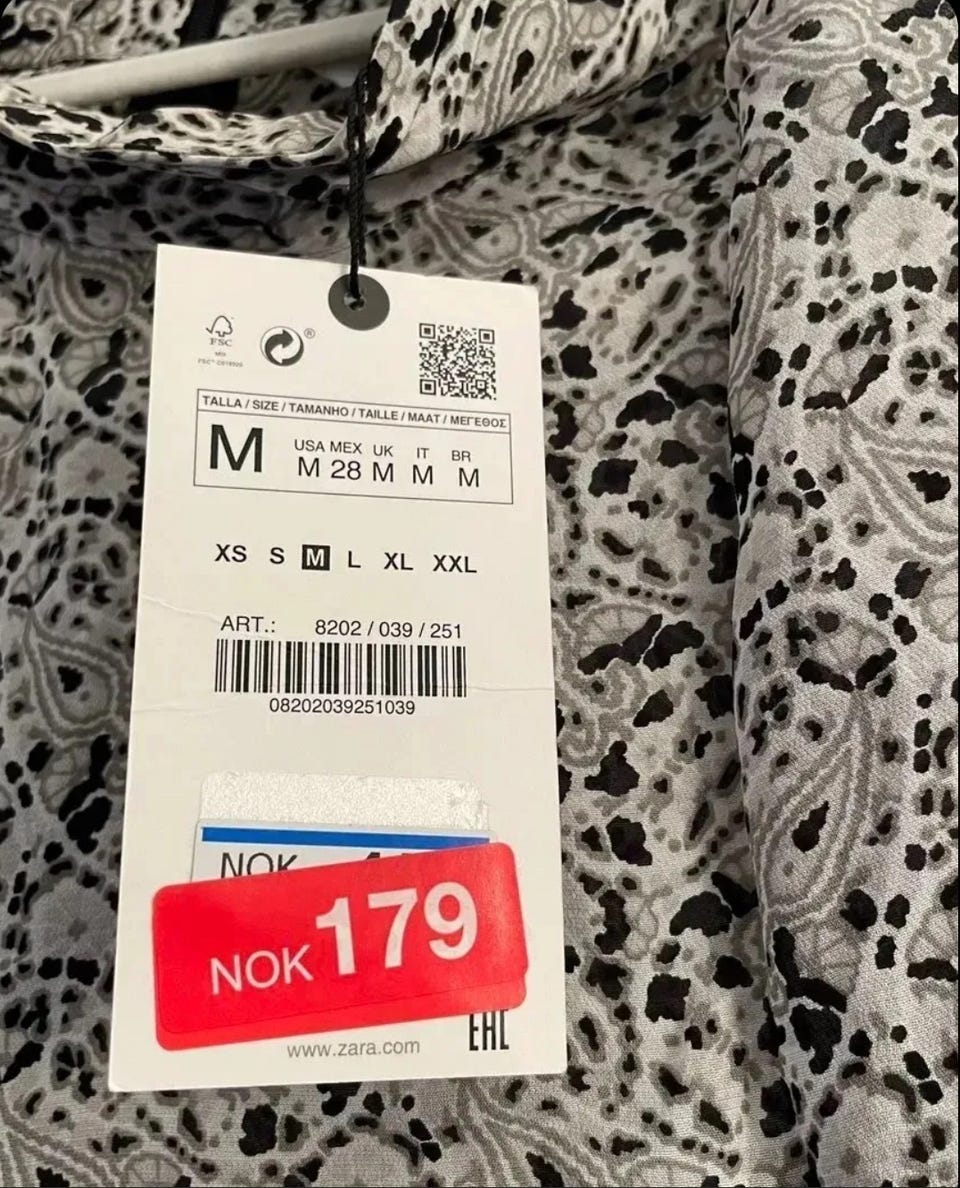 FSC
MIX
®
TALLA / SIZE / TAMANHO / TAILLE / MAAT / ΜΕΓΕΘΟΣ
M
USA MEX UK IT BR
M 28 M M M
XS S M L XL XXL
ART.: 8202 / 039 / 251
08202039251039
NOK
NOK 179
www.zara.com
EAC